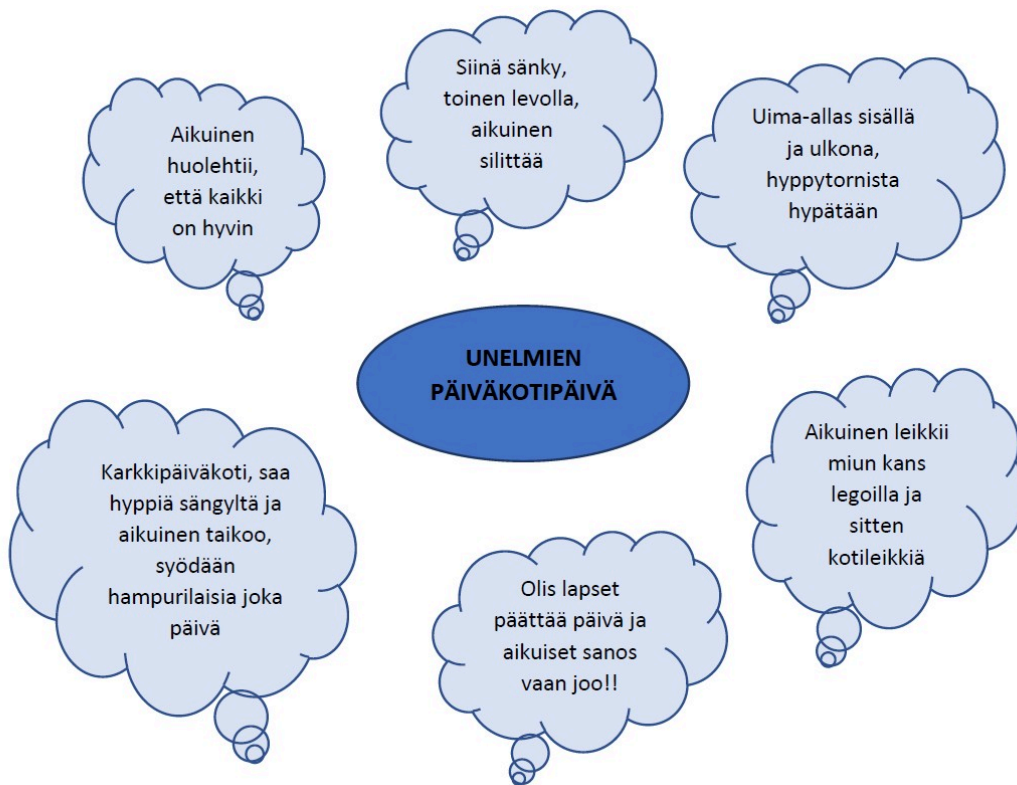 Aikuinen
huolehtii,
että kaikki
on hyvin
Siinä sänky,
toinen levolla,
aikuinen
silittää
Uima-allas sisällä
ja ulkona,
hyppytornista
hypätään
UNELMIEN
PÄIVÄKOTIPÄIVÄ
Karkkipäiväkoti, saa
hyppiä sängyltä ja
aikuinen taikoo,
syödään
hampurilaisia joka
päivä
Olis lapset
päättää päivä ja
aikuiset sanos
vaan joo!!
Aikuinen leikkii
miun kans
legoilla ja
sitten
kotileikkiä